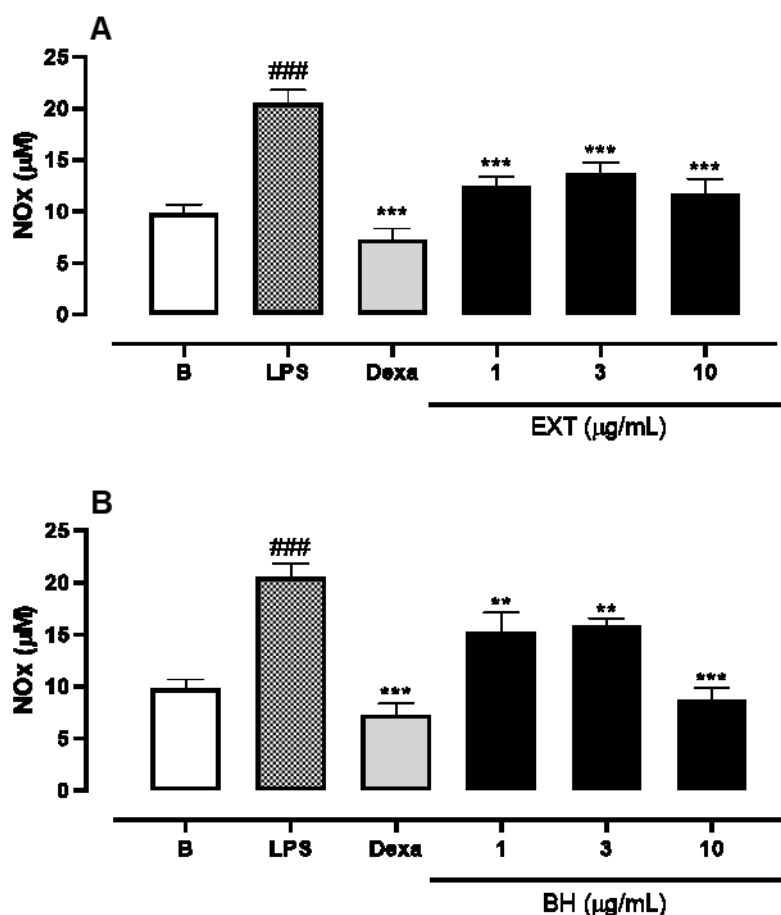 A
25
20
15
10
5
0
NOx (μM)
###
***
***
***
***
B LPS Dexa 1 3 10
EXT (μg/mL)
B
25
20
15
10
5
0
NOx (μM)
###
***
**
**
***
B LPS Dexa 1 3 10
BH (μg/mL)